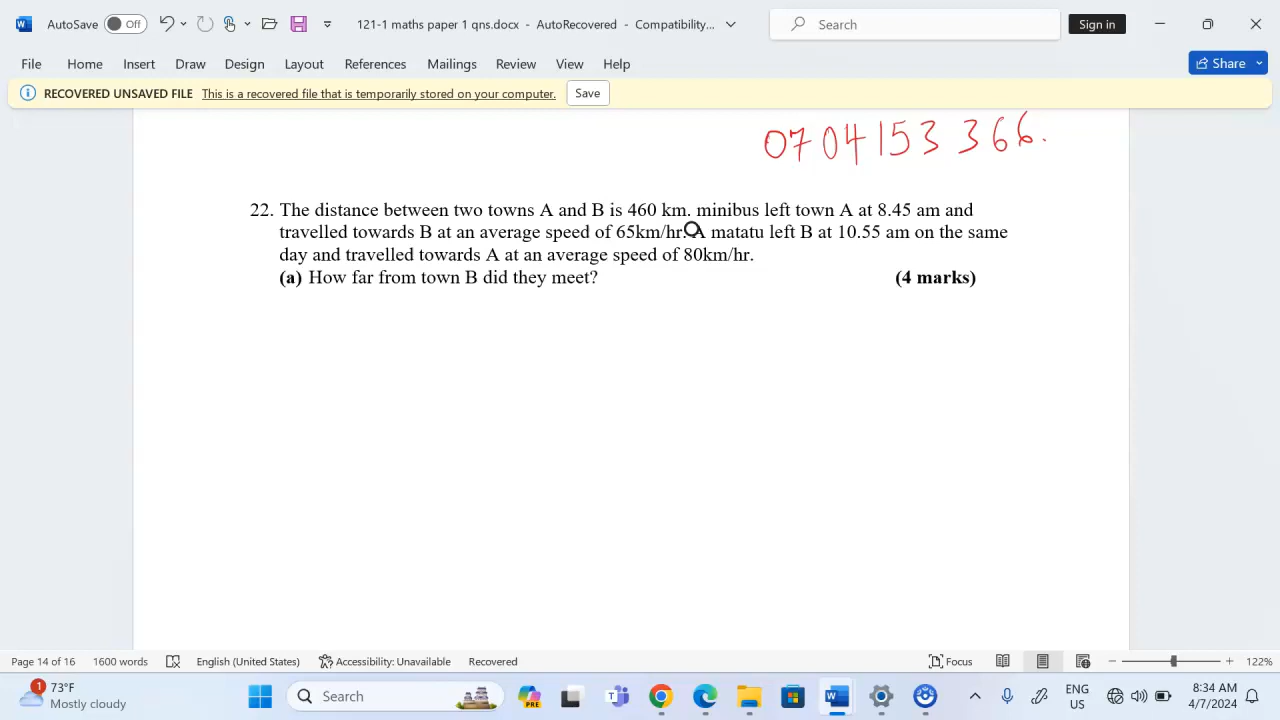 AutoSave Off 121-1 maths paper 1 qns.docx - AutoRecovered - Compatibility... Search Sign in
File Home Insert Draw Design Layout References Mailings Review View Help Share
RECOVERED UNSAVED FILE This is a recovered file that is temporarily stored on your computer. Save
0704153 366.
22. The distance between two towns A and B is 460 km. minibus left town A at 8.45 am and
travelled towards B at an average speed of 65km/hr. A matatu left B at 10.55 am on the same
day and travelled towards A at an average speed of 80km/hr.
(a) How far from town B did they meet? (4 marks)
Page 14 of 16 1600 words English (United States) Accessibility: Unavailable Recovered Focus 122%
1 73°F Search PRE ENG 8:34 AM
Mostly cloudy US 4/7/2024